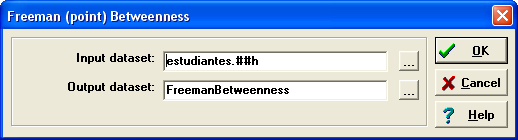 Freeman (point) Betweenness
Input dataset: estudiantes.##h ... OK
Output dataset: FreemanBetweenness ... Cancel
Help